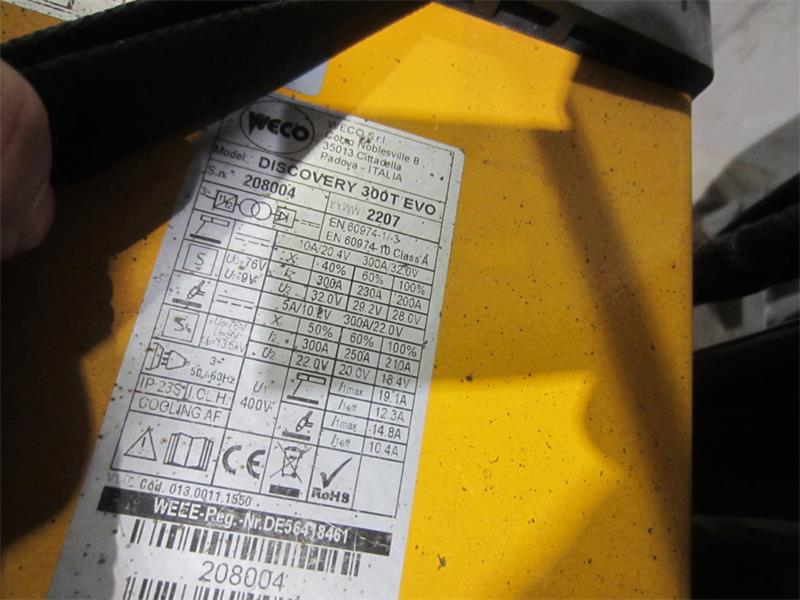 WECO
WECO S.r.l
Corso Noblesville 8
35013 Cittadella
Padova - ITALIA
Model. DISCOVERY 300T EVO
S.n. 208004 YYWW 2207
3~ EN 60974-1/-3
EN 60974-10 Class A
10A/20.4V 300A/32.0V
S U0=76V X 40% 60% 100%
Ur=9V I2 300A 230A 200A
U2 32.0V 29.2V 28.0V
5A/10.2V 300A/22.0V
S X 50% 60% 100%
I2 300A 250A 210A
U2 22.0V 20.0V 18.4V
3~ 50/-60Hz U1 400V I1max 19.1A
I1eff 12.3A
IP 23S I.CL.H. I1max 14.8A
COOLING AF I1eff 10.4A
CE
RoHS
Cod. 013.0011.1550
WEEE-Reg.-Nr.DE56418461
208004